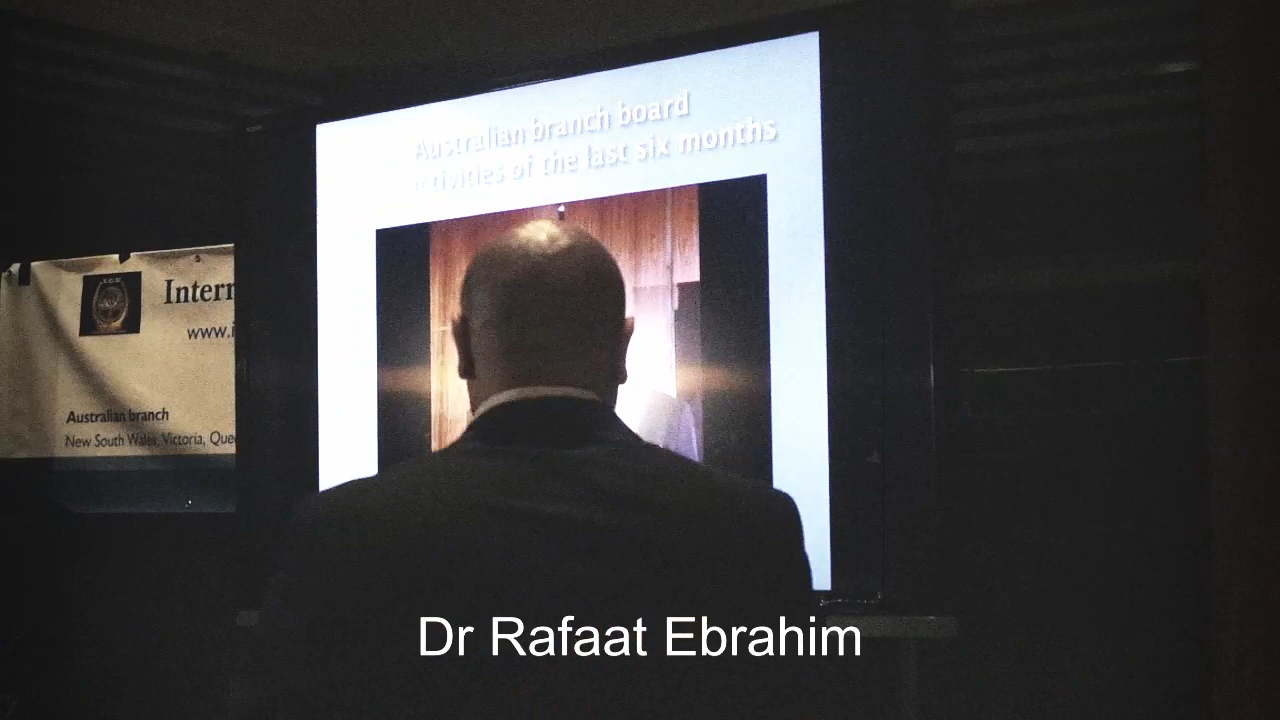 Australian branch board
activities of the last six months
Intern
www.i
Australian branch
New South Wales, Victoria, Que
Dr Rafaat Ebrahim